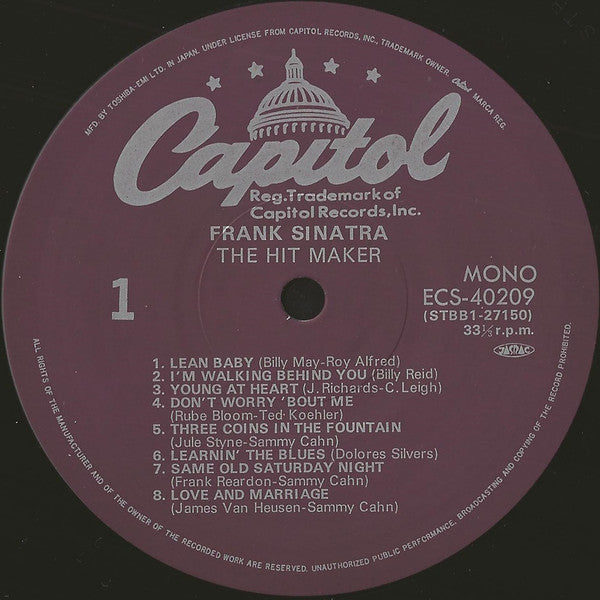 MFD. BY TOSHIBA-EMI LTD. IN JAPAN, UNDER LICENSE FROM CAPITOL RECORDS, INC., TRADEMARK OWNER. Capitol MARCA REG.
Capitol
Reg.Trademark of
Capitol Records,Inc.
FRANK SINATRA
THE HIT MAKER
1
MONO
ECS-40209
(STBB1-27150)
33⅓ r.p.m.
JASRAC
1. LEAN BABY (Billy May-Roy Alfred)
2. I'M WALKING BEHIND YOU (Billy Reid)
3. YOUNG AT HEART (J. Richards-C. Leigh)
4. DON'T WORRY 'BOUT ME
(Rube Bloom-Ted Koehler)
5. THREE COINS IN THE FOUNTAIN
(Jule Styne-Sammy Cahn)
6. LEARNIN' THE BLUES (Dolores Silvers)
7. SAME OLD SATURDAY NIGHT
(Frank Reardon-Sammy Cahn)
8. LOVE AND MARRIAGE
(James Van Heusen-Sammy Cahn)
ALL RIGHTS OF THE MANUFACTURER AND OF THE OWNER OF THE RECORDED WORK ARE RESERVED. UNAUTHORIZED PUBLIC PERFORMANCE, BROADCASTING AND COPYING OF THE RECORD PROHIBITED.